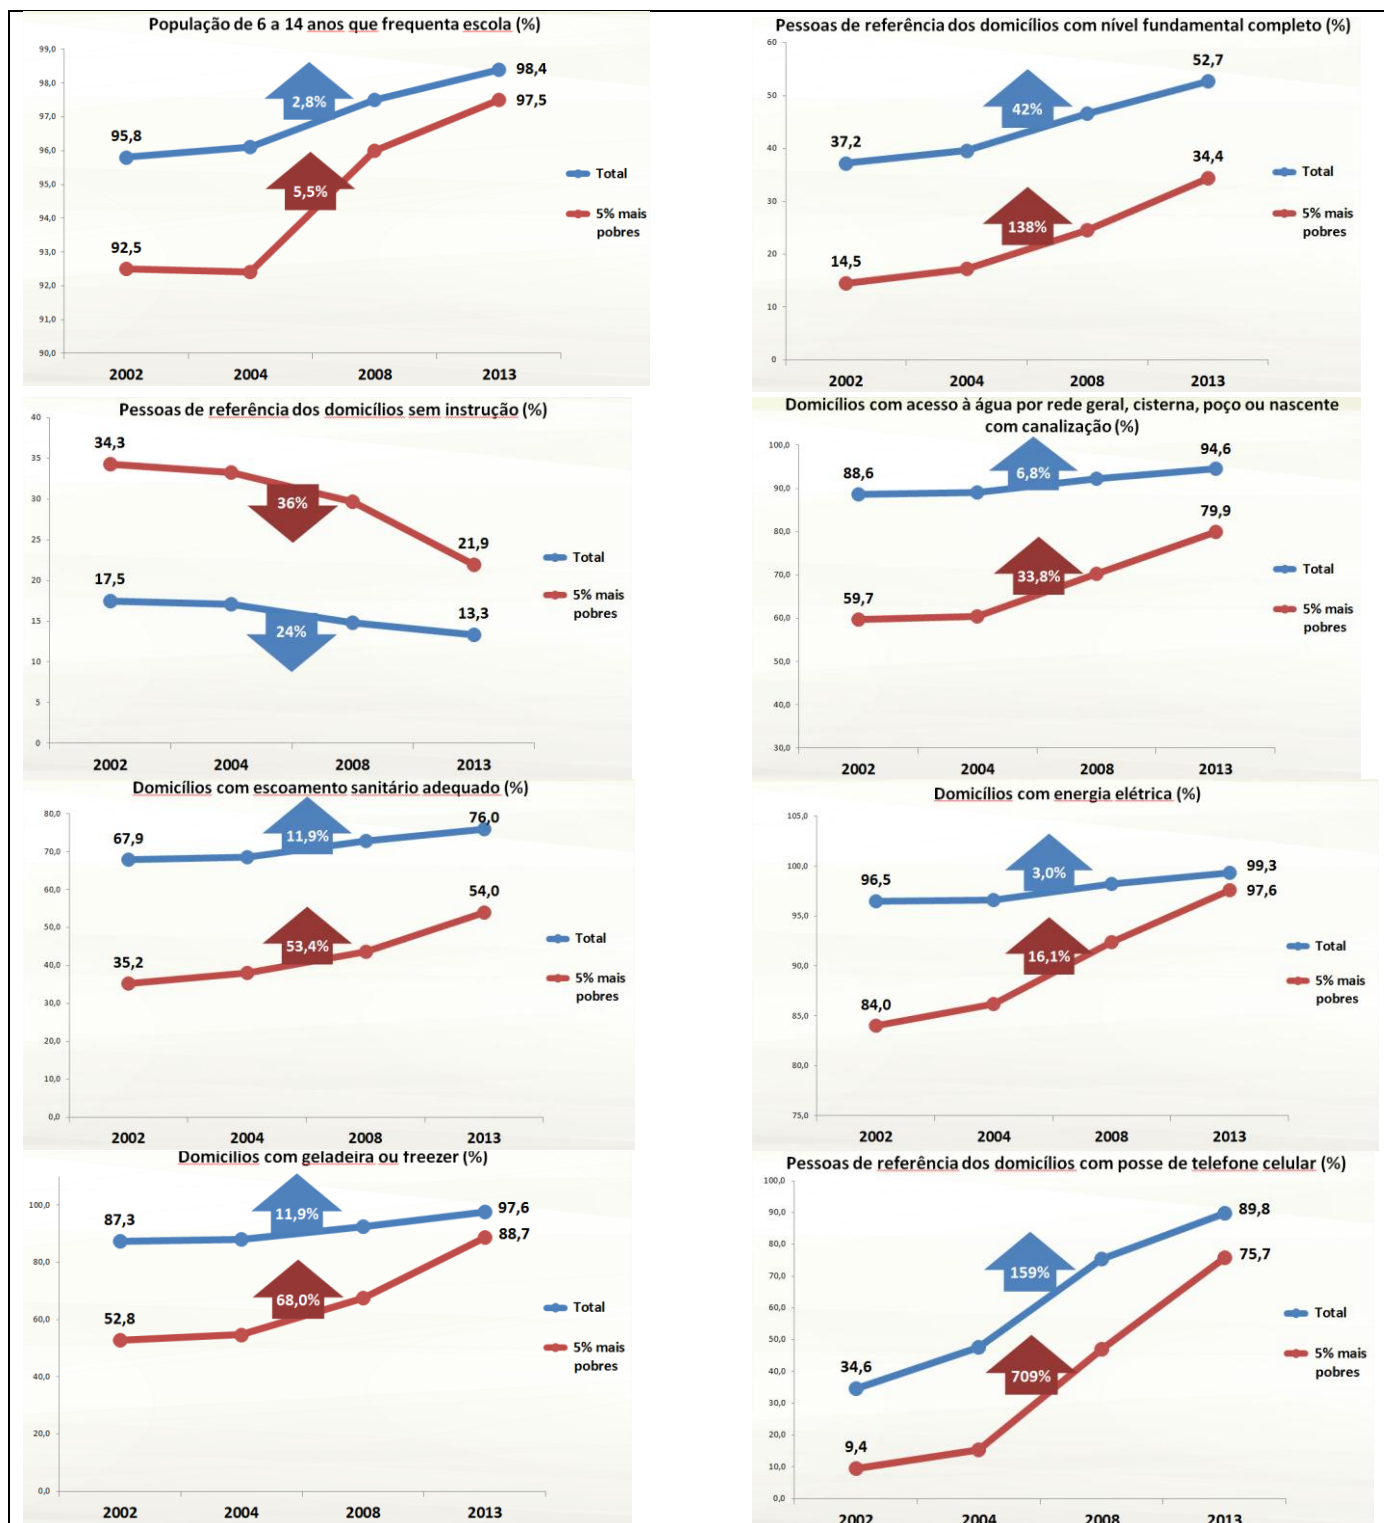 População de 6 a 14 anos que frequenta escola (%)
99,0
98,0
97,0
96,0
95,0
94,0
93,0
92,0
91,0
90,0
95,8
98,4
97,5
92,5
2,8%
5,5%
Total
5% mais
pobres
2002 2004 2008 2013
Pessoas de referência dos domicílios com nível fundamental completo (%)
60
50
40
30
20
10
0
37,2
52,7
34,4
14,5
42%
138%
Total
5% mais
pobres
2002 2004 2008 2013
Pessoas de referência dos domicílios sem instrução (%)
40
35
30
25
20
15
10
5
0
34,3
21,9
17,5
13,3
36%
24%
Total
5% mais
pobres
2002 2004 2008 2013
Domicílios com acesso à água por rede geral, cisterna, poço ou nascente
com canalização (%)
100,0
90,0
80,0
70,0
60,0
50,0
40,0
30,0
88,6
94,6
79,9
59,7
6,8%
33,8%
Total
5% mais
pobres
2002 2004 2008 2013
Domicílios com escoamento sanitário adequado (%)
80,0
70,0
60,0
50,0
40,0
30,0
20,0
10,0
0,0
67,9
76,0
54,0
35,2
11,9%
53,4%
Total
5% mais
pobres
2002 2004 2008 2013
Domicílios com energia elétrica (%)
105,0
100,0
95,0
90,0
85,0
80,0
75,0
96,5
99,3
97,6
84,0
3,0%
16,1%
Total
5% mais
pobres
2002 2004 2008 2013
Domicílios com geladeira ou freezer (%)
100,0
80,0
60,0
40,0
20,0
0,0
87,3
97,6
88,7
52,8
11,9%
68,0%
Total
5% mais
pobres
2002 2004 2008 2013
Pessoas de referência dos domicílios com posse de telefone celular (%)
100,0
90,0
80,0
70,0
60,0
50,0
40,0
30,0
20,0
10,0
0,0
34,6
89,8
75,7
9,4
159%
709%
Total
5% mais
pobres
2002 2004 2008 2013